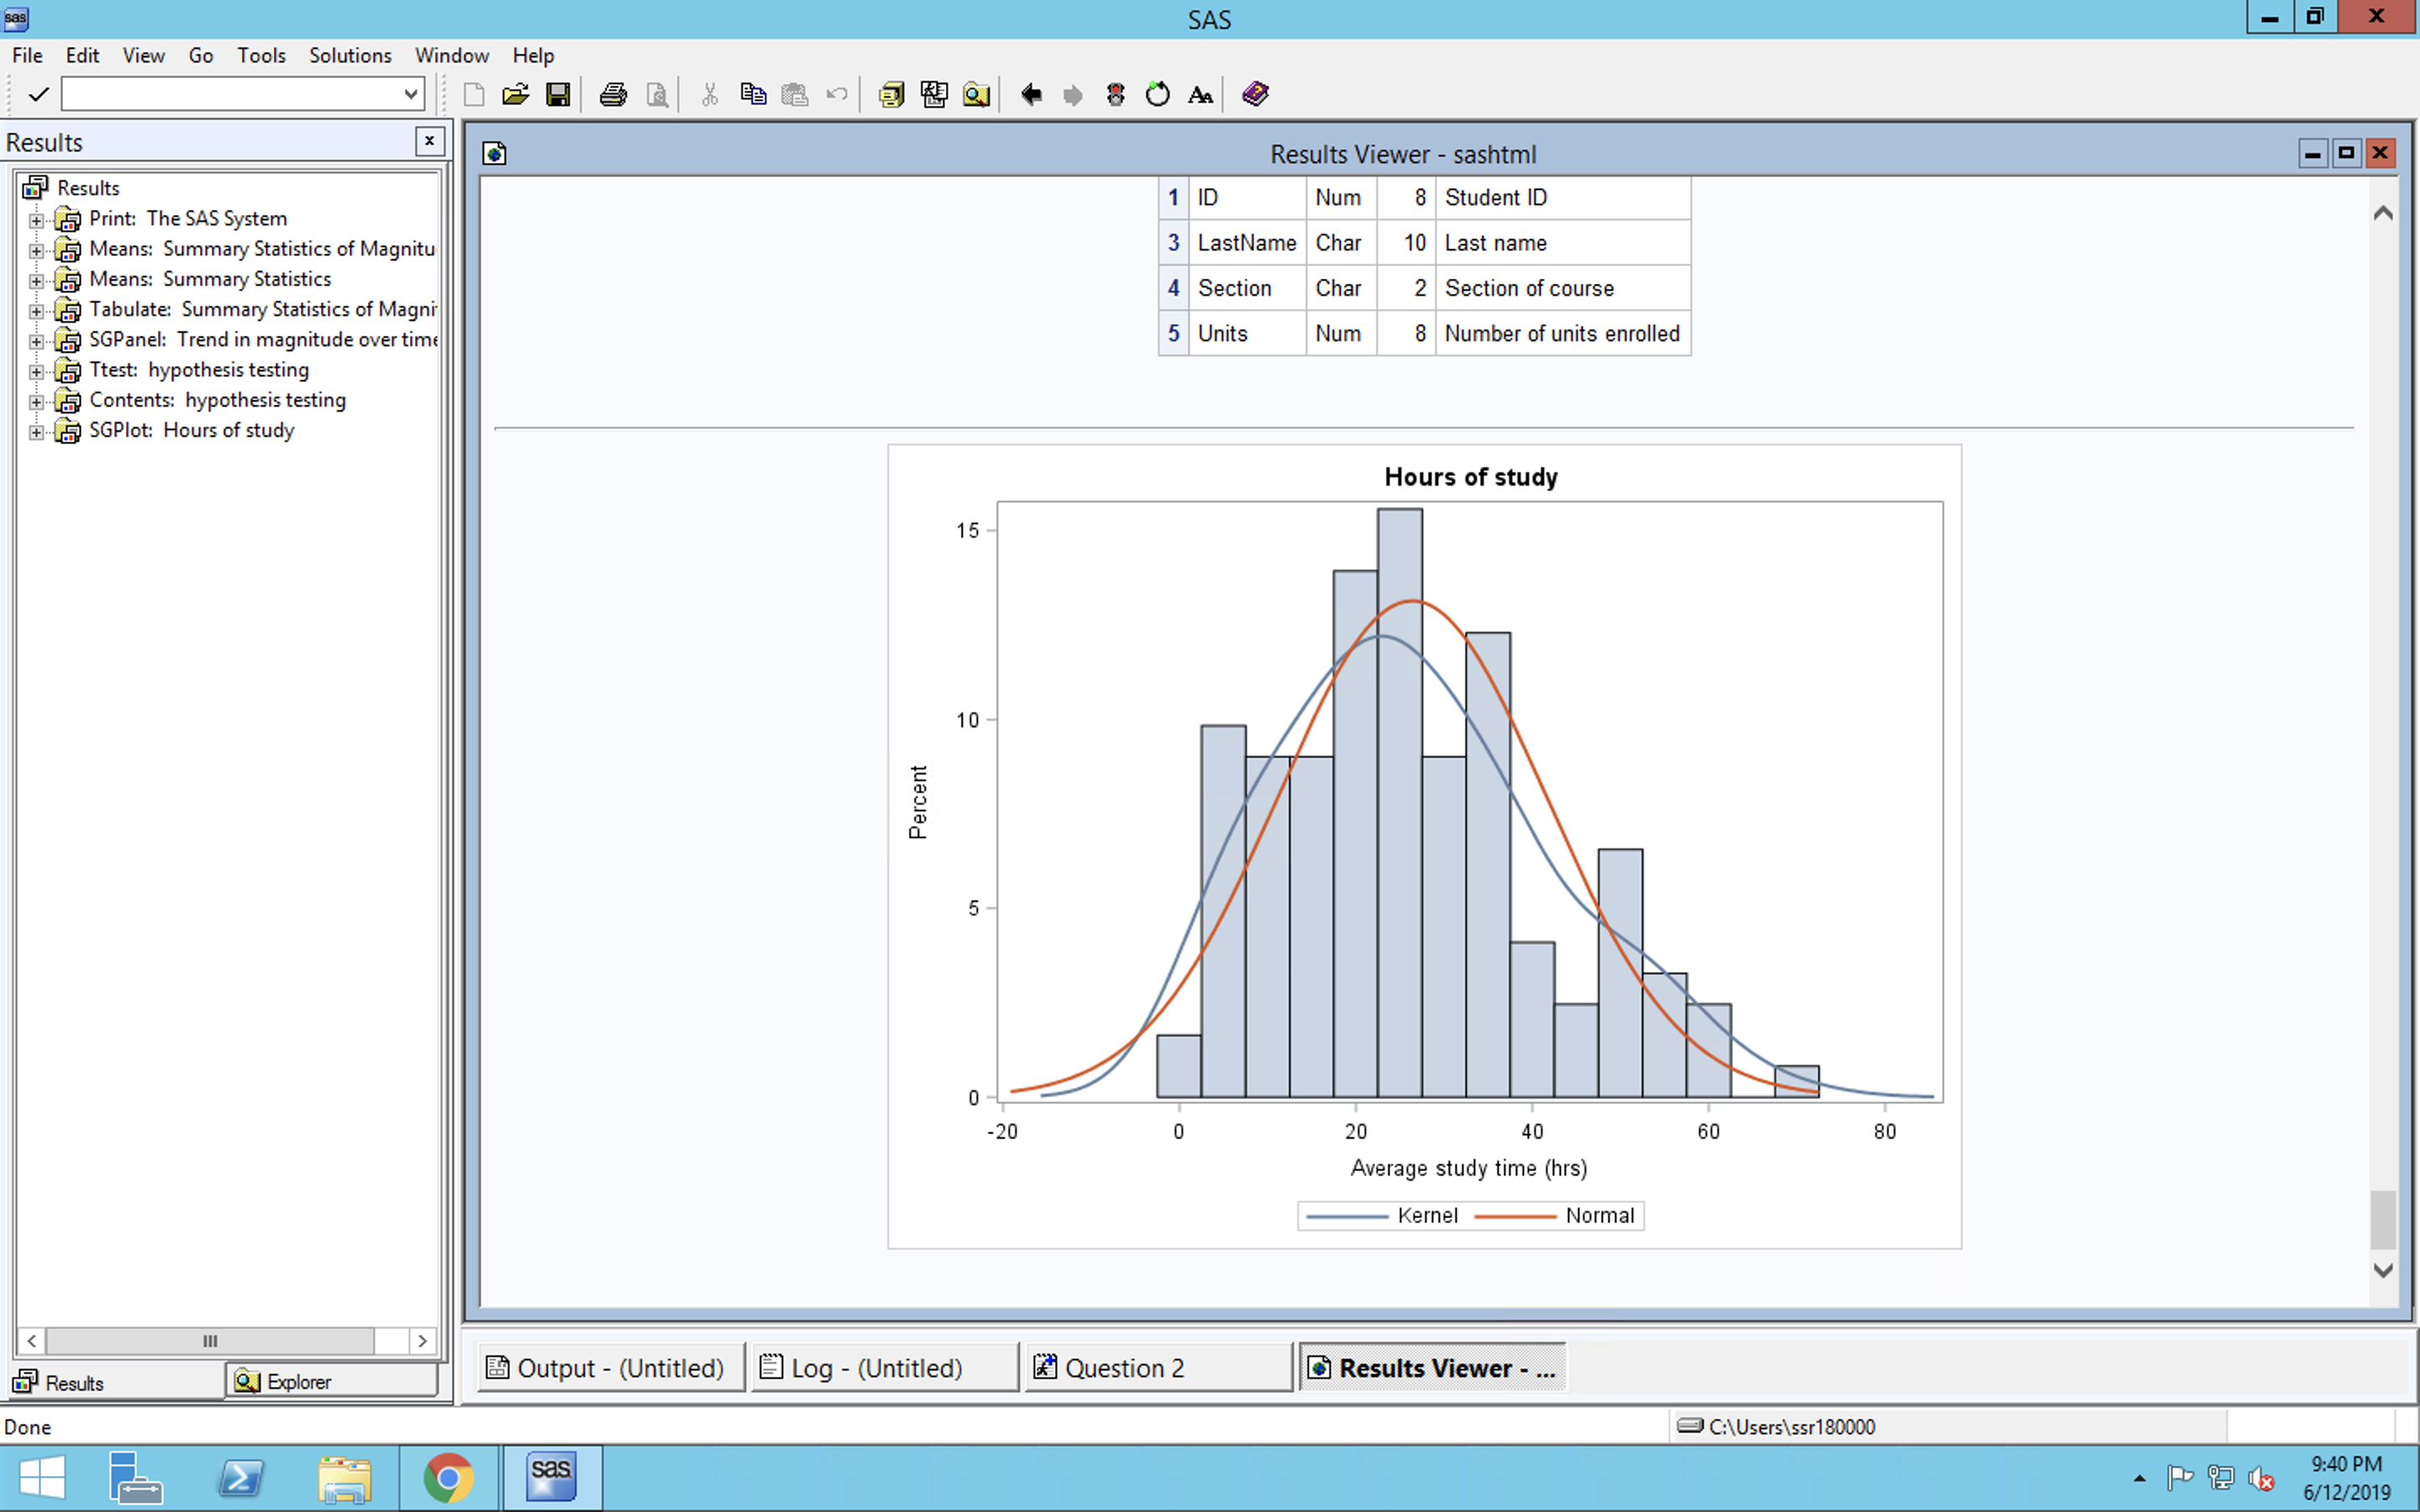 sas
SAS
File Edit View Go Tools Solutions Window Help
Results
Results Viewer - sashtml
Results
Print: The SAS System
Means: Summary Statistics of Magnitu
Means: Summary Statistics
Tabulate: Summary Statistics of Magni
SGPanel: Trend in magnitude over time
Ttest: hypothesis testing
Contents: hypothesis testing
SGPlot: Hours of study
1 ID Num 8 Student ID
3 LastName Char 10 Last name
4 Section Char 2 Section of course
5 Units Num 8 Number of units enrolled
Hours of study
15
10
5
0
Percent
-20 0 20 40 60 80
Average study time (hrs)
Kernel Normal
Results Explorer
Output - (Untitled) Log - (Untitled) Question 2 Results Viewer - ...
Done
C:\Users\ssr180000
sas
9:40 PM
6/12/2019